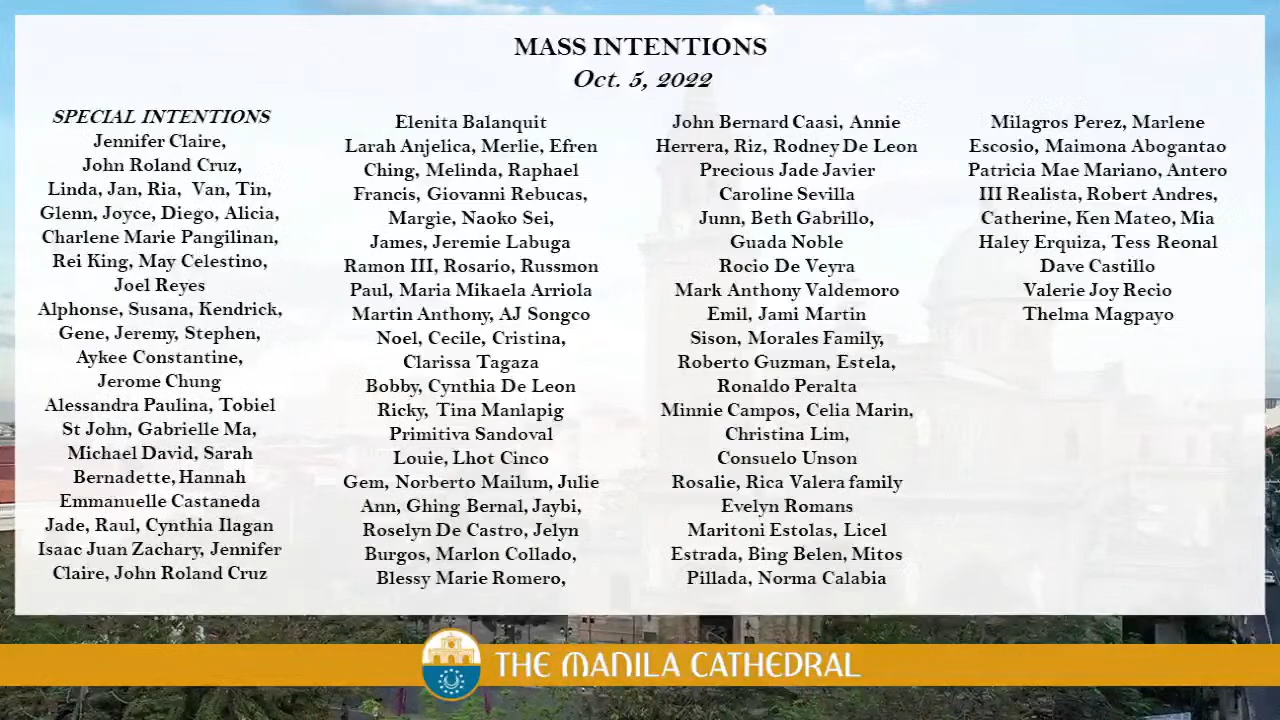 MASS INTENTIONS
Oct. 5, 2022
SPECIAL INTENTIONS
Jennifer Claire,
John Roland Cruz,
Linda, Jan, Ria, Van, Tin,
Glenn, Joyce, Diego, Alicia,
Charlene Marie Pangilinan,
Rei King, May Celestino,
Joel Reyes
Alphonse, Susana, Kendrick,
Gene, Jeremy, Stephen,
Aykee Constantine,
Jerome Chung
Alessandra Paulina, Tobiel
St John, Gabrielle Ma,
Michael David, Sarah
Bernadette, Hannah
Emmanuelle Castaneda
Jade, Raul, Cynthia Ilagan
Isaac Juan Zachary, Jennifer
Claire, John Roland Cruz
Elenita Balanquit
Larah Anjelica, Merlie, Efren
Ching, Melinda, Raphael
Francis, Giovanni Rebucas,
Margie, Naoko Sei,
James, Jeremie Labuga
Ramon III, Rosario, Russmon
Paul, Maria Mikaela Arriola
Martin Anthony, AJ Songco
Noel, Cecile, Cristina,
Clarissa Tagaza
Bobby, Cynthia De Leon
Ricky, Tina Manlapig
Primitiva Sandoval
Louie, Lhot Cinco
Gem, Norberto Mailum, Julie
Ann, Ghing Bernal, Jaybi,
Roselyn De Castro, Jelyn
Burgos, Marlon Collado,
Blessy Marie Romero,
John Bernard Caasi, Annie
Herrera, Riz, Rodney De Leon
Precious Jade Javier
Caroline Sevilla
Junn, Beth Gabrillo,
Guada Noble
Rocio De Veyra
Mark Anthony Valdemoro
Emil, Jami Martin
Sison, Morales Family,
Roberto Guzman, Estela,
Ronaldo Peralta
Minnie Campos, Celia Marin,
Christina Lim,
Consuelo Unson
Rosalie, Rica Valera family
Evelyn Romans
Maritoni Estolas, Licel
Estrada, Bing Belen, Mitos
Pillada, Norma Calabia
Milagros Perez, Marlene
Escosio, Maimona Abogantao
Patricia Mae Mariano, Antero
III Realista, Robert Andres,
Catherine, Ken Mateo, Mia
Haley Erquiza, Tess Reonal
Dave Castillo
Valerie Joy Recio
Thelma Magpayo
THE MANILA CATHEDRAL